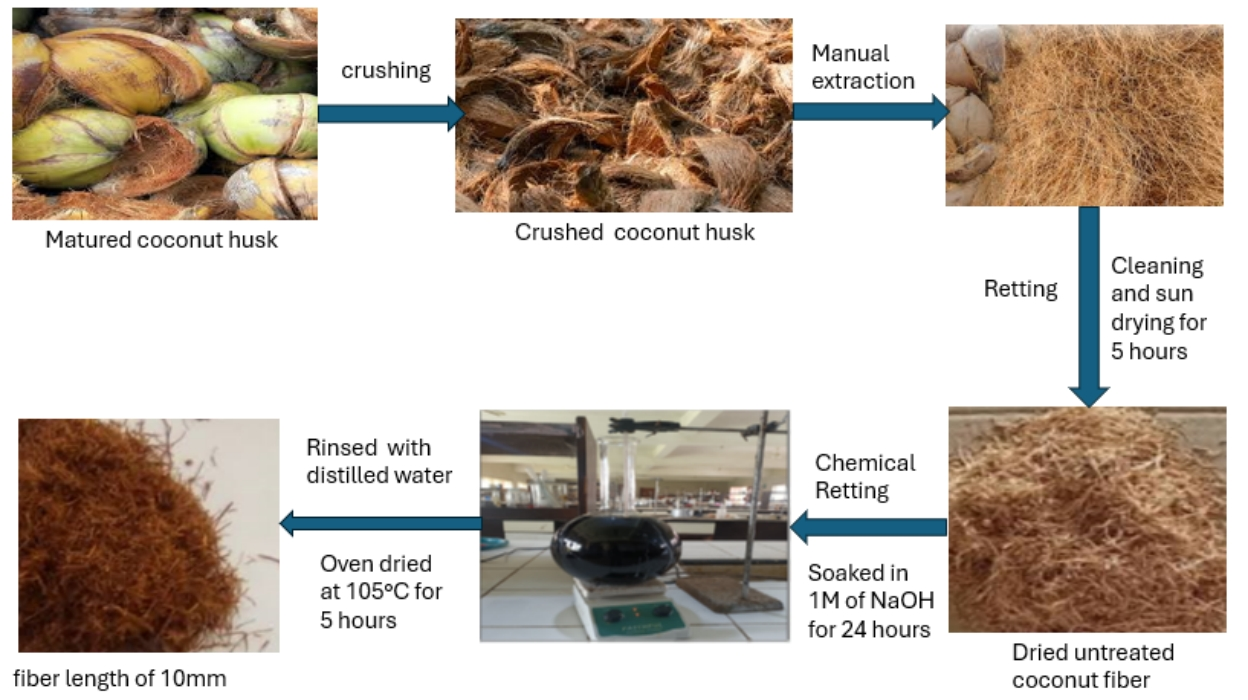 crushing
Manual
extraction
Matured coconut husk
Crushed coconut husk
Retting
Cleaning
and sun
drying for
5 hours
Rinsed with
distilled water
Chemical
Retting
Oven dried
at 105°C for
5 hours
Soaked in
1M of NaOH
for 24 hours
fiber length of 10mm
Dried untreated
coconut fiber